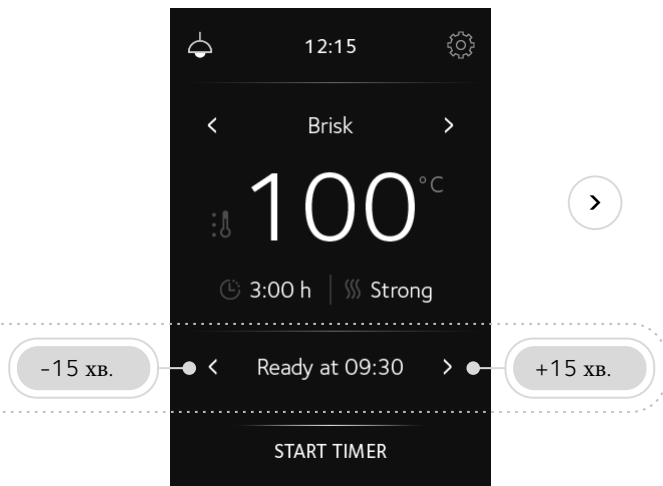 12:15
Brisk
100 °C
3:00 h | Strong
-15 хв.
Ready at 09:30
+15 хв.
START TIMER